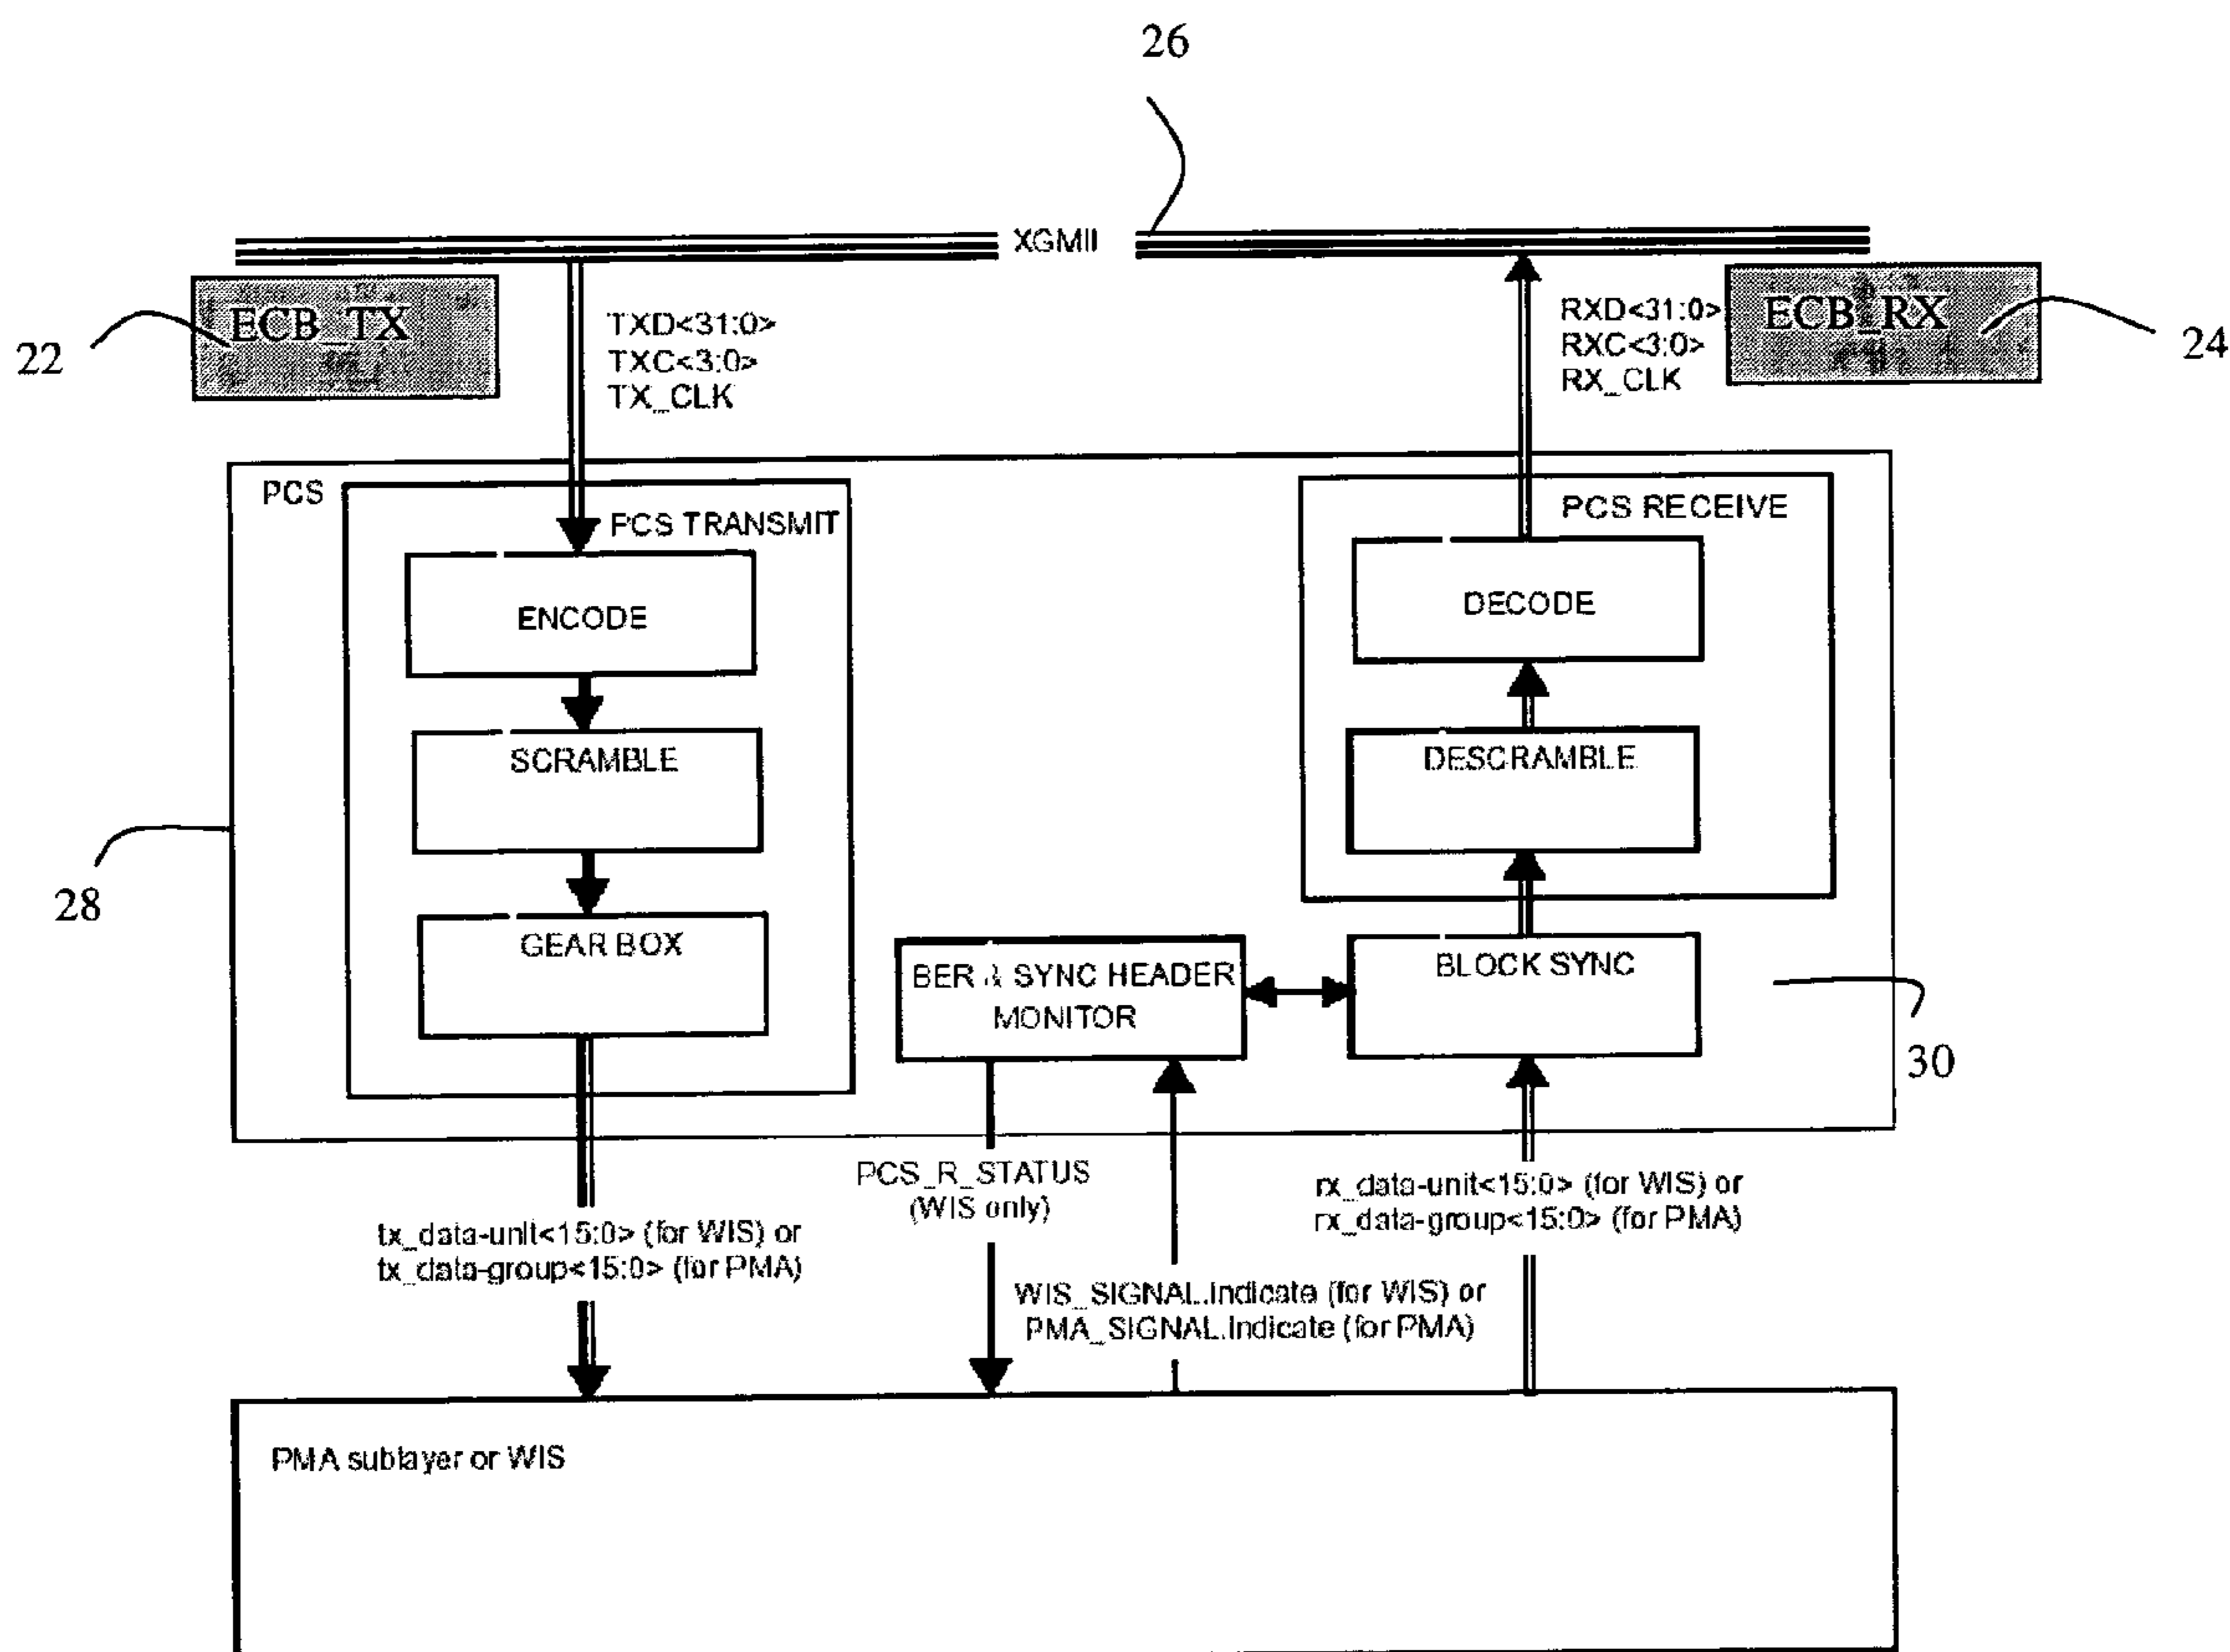 26
XGMII
ECB_TX
TXD<31:0>
TXC<3:0>
TX_CLK
RXD<31:0>
RXC<3:0>
RX_CLK
ECB_RX
22
24
PCS
PCS TRANSMIT
PCS RECEIVE
ENCODE
DECODE
SCRAMBLE
DESCRAMBLE
28
GEAR BOX
BER & SYNC HEADER
MONITOR
BLOCK SYNC
30
PCS_R_STATUS
(WIS only)
rx_data-unit<15:0> (for WIS) or
rx_data-group<15:0> (for PMA)
tx_data-unit<15:0> (for WIS) or
tx_data-group<15:0> (for PMA)
WIS_SIGNAL.indicate (for WIS) or
PMA_SIGNAL.indicate (for PMA)
PMA sublayer or WIS